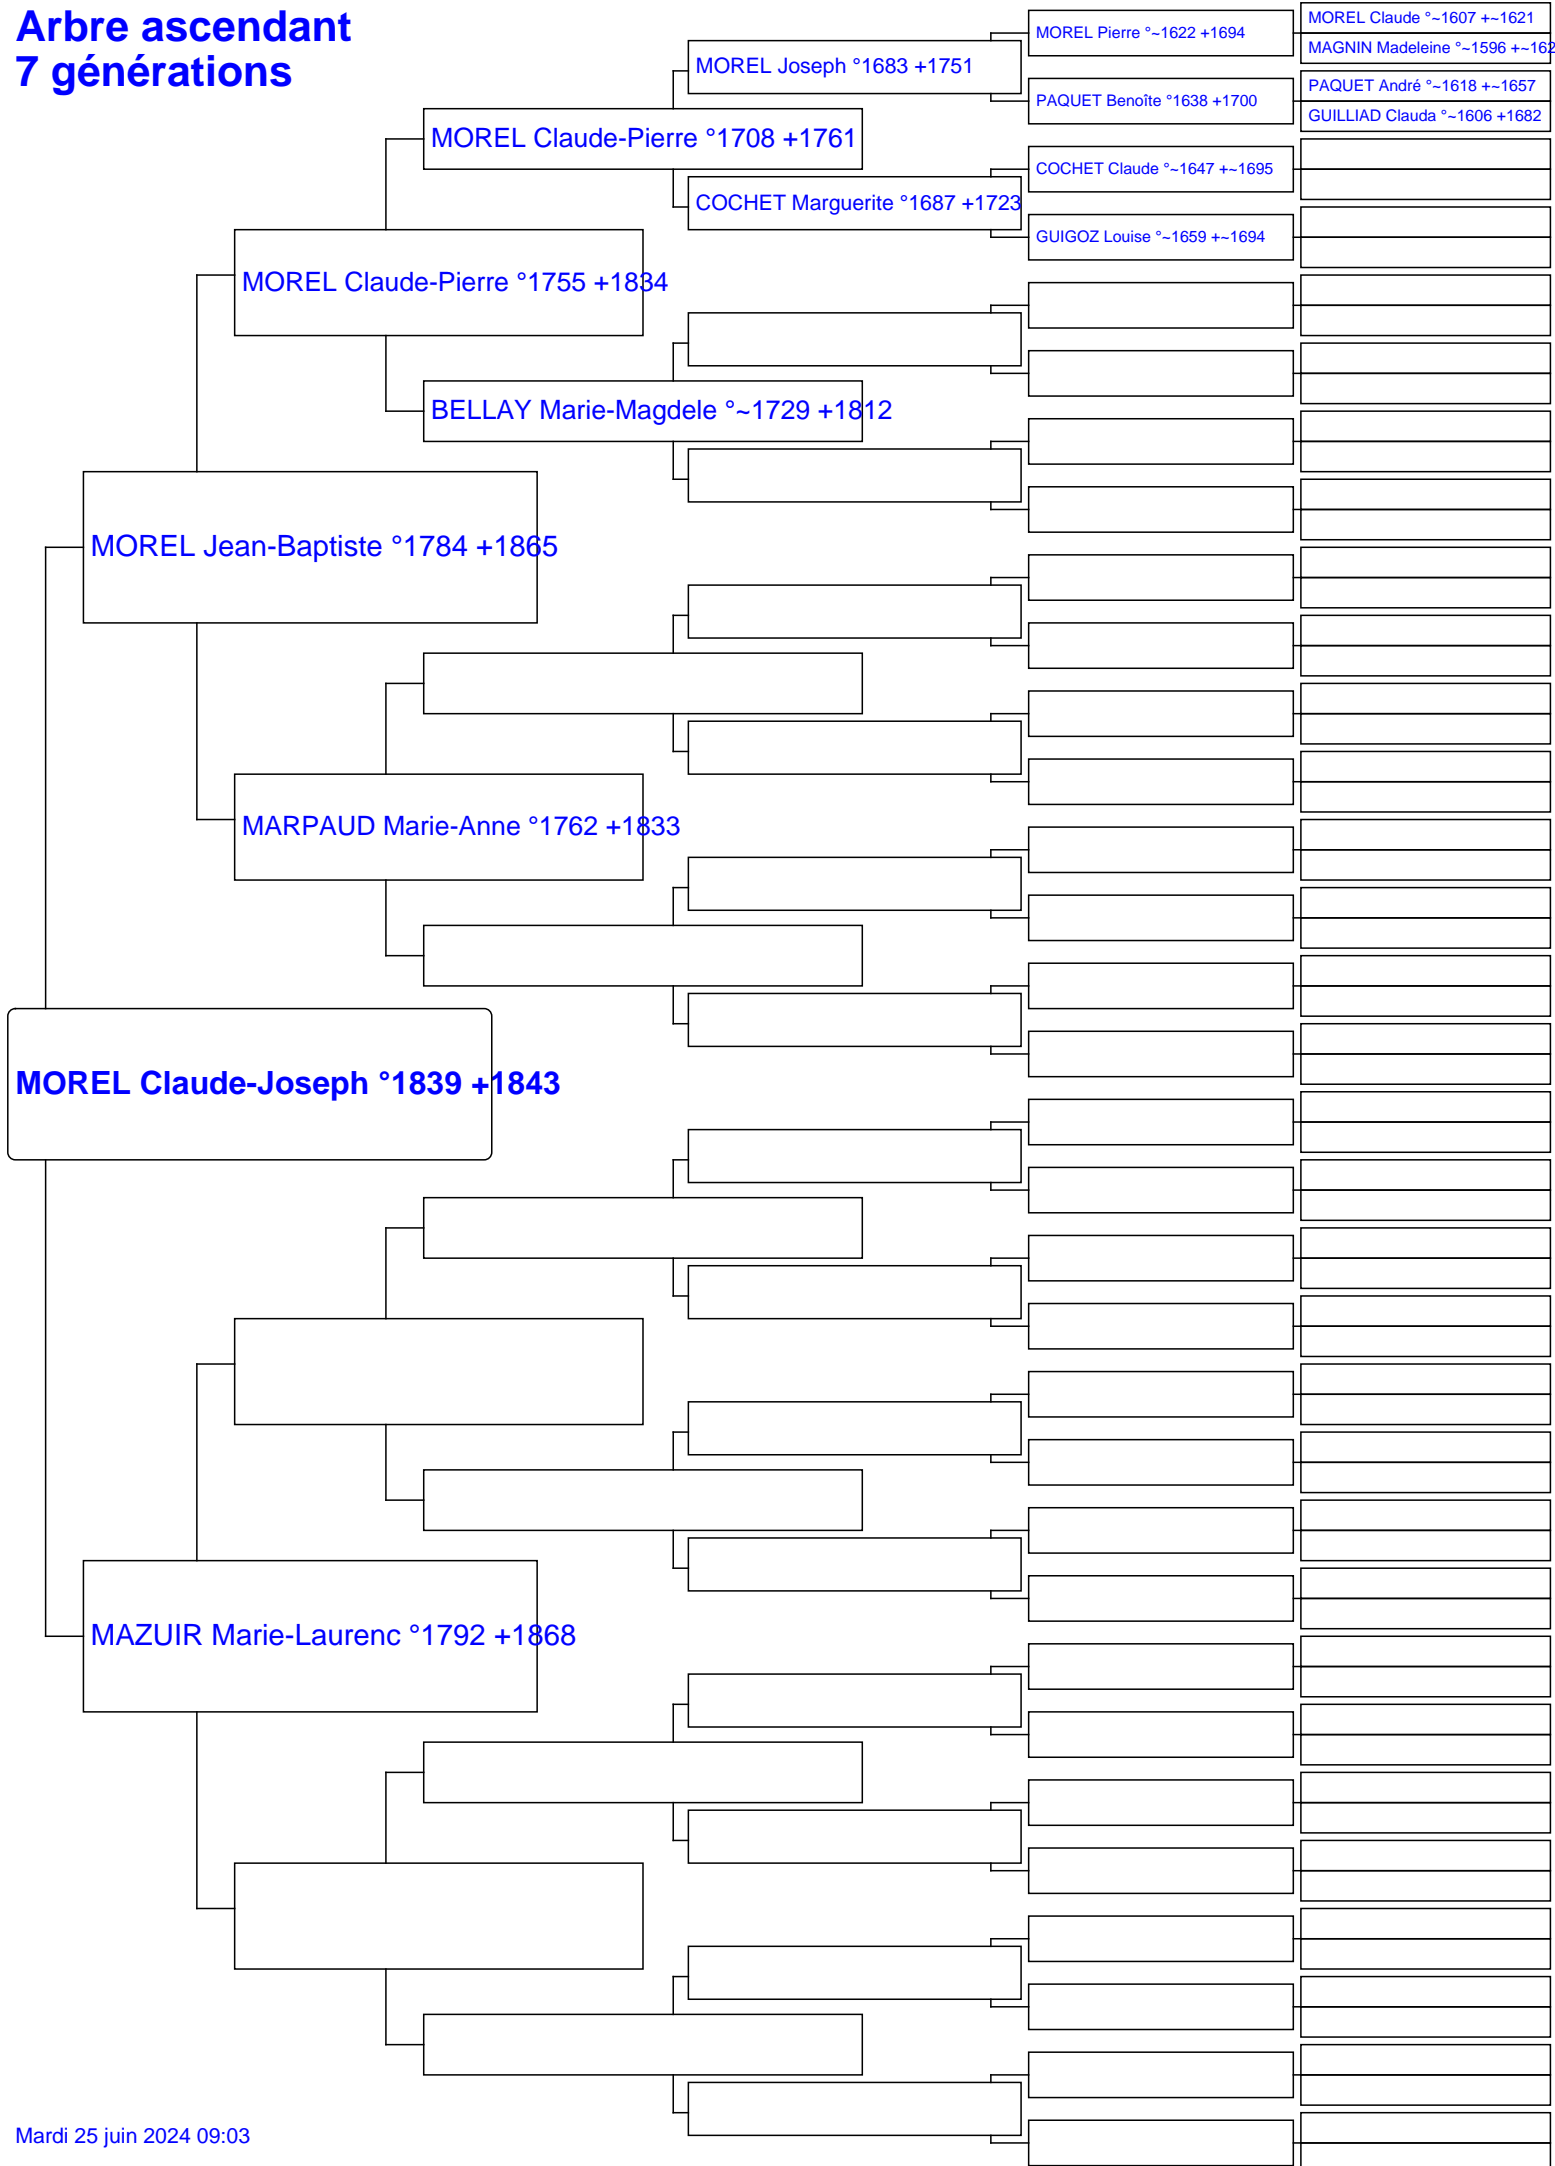 Arbre ascendant
7 générations
MOREL Claude °~1607 +~1621
MOREL Pierre °~1622 +1694
MAGNIN Madeleine °~1596 +~162
MOREL Joseph °1683 +1751
PAQUET André °~1618 +~1657
PAQUET Benoîte °1638 +1700
GUILLIAD Clauda °~1606 +1682
MOREL Claude-Pierre °1708 +1761
COCHET Claude °~1647 +~1695
COCHET Marguerite °1687 +1723
GUIGOZ Louise °~1659 +~1694
MOREL Claude-Pierre °1755 +1834
BELLAY Marie-Magdele °~1729 +1812
MOREL Jean-Baptiste °1784 +1865
MARPAUD Marie-Anne °1762 +1833
MOREL Claude-Joseph °1839 +1843
MAZUIR Marie-Laurenc °1792 +1868
Mardi 25 juin 2024 09:03